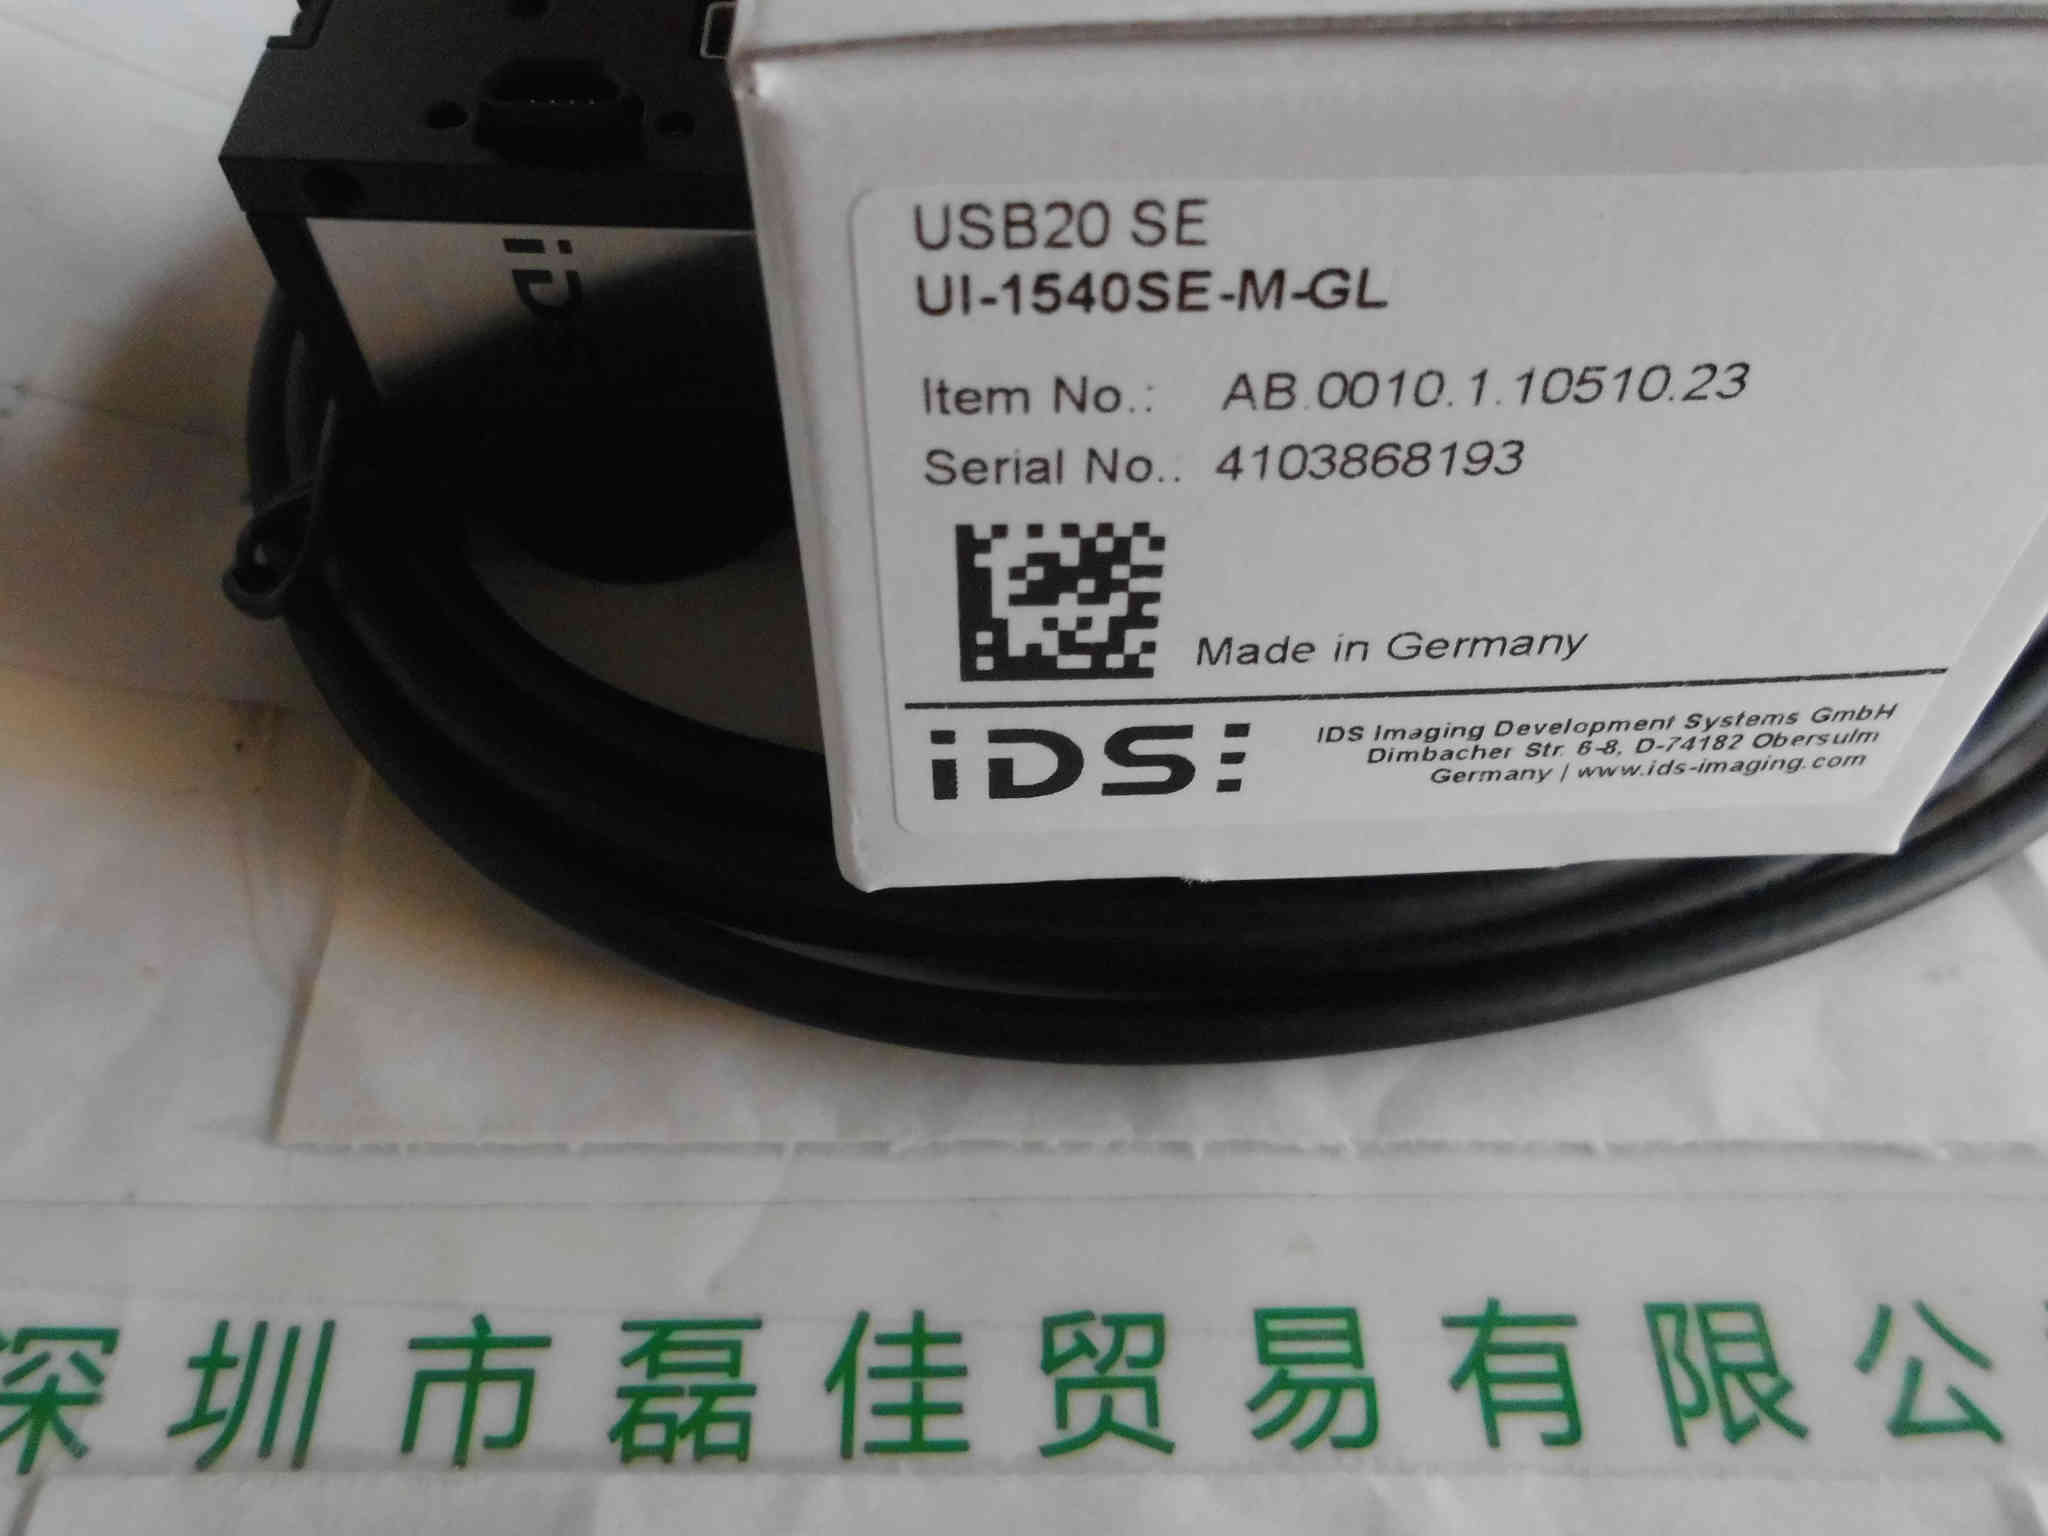 USB20 SE
UI-1540SE-M-GL
Item No.: AB.0010.1.10510.23
Serial No.: 4103868193
Made in Germany
iDS
IDS Imaging Development Systems GmbH
Dimbacher Str. 6-8, D-74182 Obersulm
Germany | www.ids-imaging.com
深圳市磊佳贸易有限公